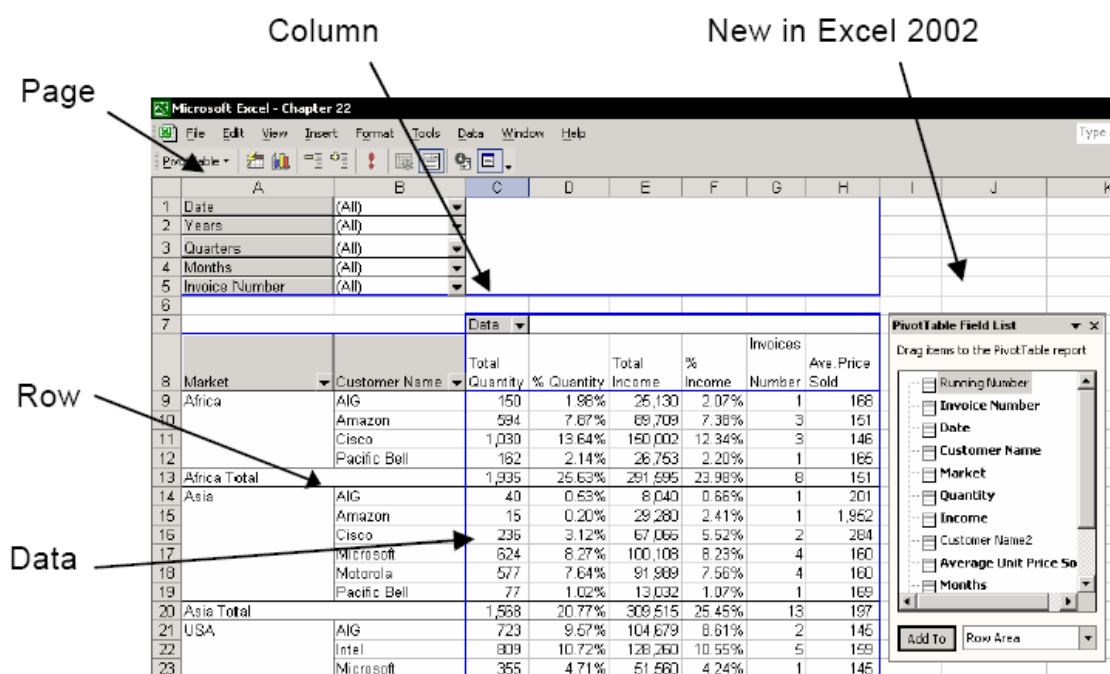 Column New in Excel 2002
Page
Microsoft Excel - Chapter 22
File Edit View Insert Format Tools Data Window Help Type
PivotTable
A B C D E F G H I J K
1 Date (All)
2 Years (All)
3 Quarters (All)
4 Months (All)
5 Invoice Number (All)
6
7 Data
8 Market Customer Name Total Quantity % Quantity Total Income % Income Invoices Number Ave.Price Sold
Row
9 Africa AIG 150 1.98% 25,130 2.07% 1 168
10 Amazon 594 7.87% 89,709 7.38% 3 151
11 Cisco 1,030 13.64% 150,002 12.34% 3 146
12 Pacific Bell 162 2.14% 26,753 2.20% 1 165
13 Africa Total 1,935 25.63% 291,595 23.98% 8 151
14 Asia AIG 40 0.53% 8,040 0.66% 1 201
15 Amazon 15 0.20% 29,280 2.41% 1 1,952
16 Cisco 236 3.12% 67,066 5.52% 2 284
Data
17 Microsoft 624 8.27% 100,108 8.23% 4 160
18 Motorola 577 7.64% 91,989 7.56% 4 160
19 Pacific Bell 77 1.02% 13,032 1.07% 1 169
20 Asia Total 1,568 20.77% 309,515 25.45% 13 197
21 USA AIG 723 9.57% 104,679 8.61% 2 145
22 Intel 809 10.72% 128,260 10.55% 5 159
23 Microsoft 355 4.71% 51,560 4.24% 1 145
PivotTable Field List
Drag items to the PivotTable report
Running Number
Invoice Number
Date
Customer Name
Market
Quantity
Income
Customer Name2
Average Unit Price So
Months
Add To Row Area